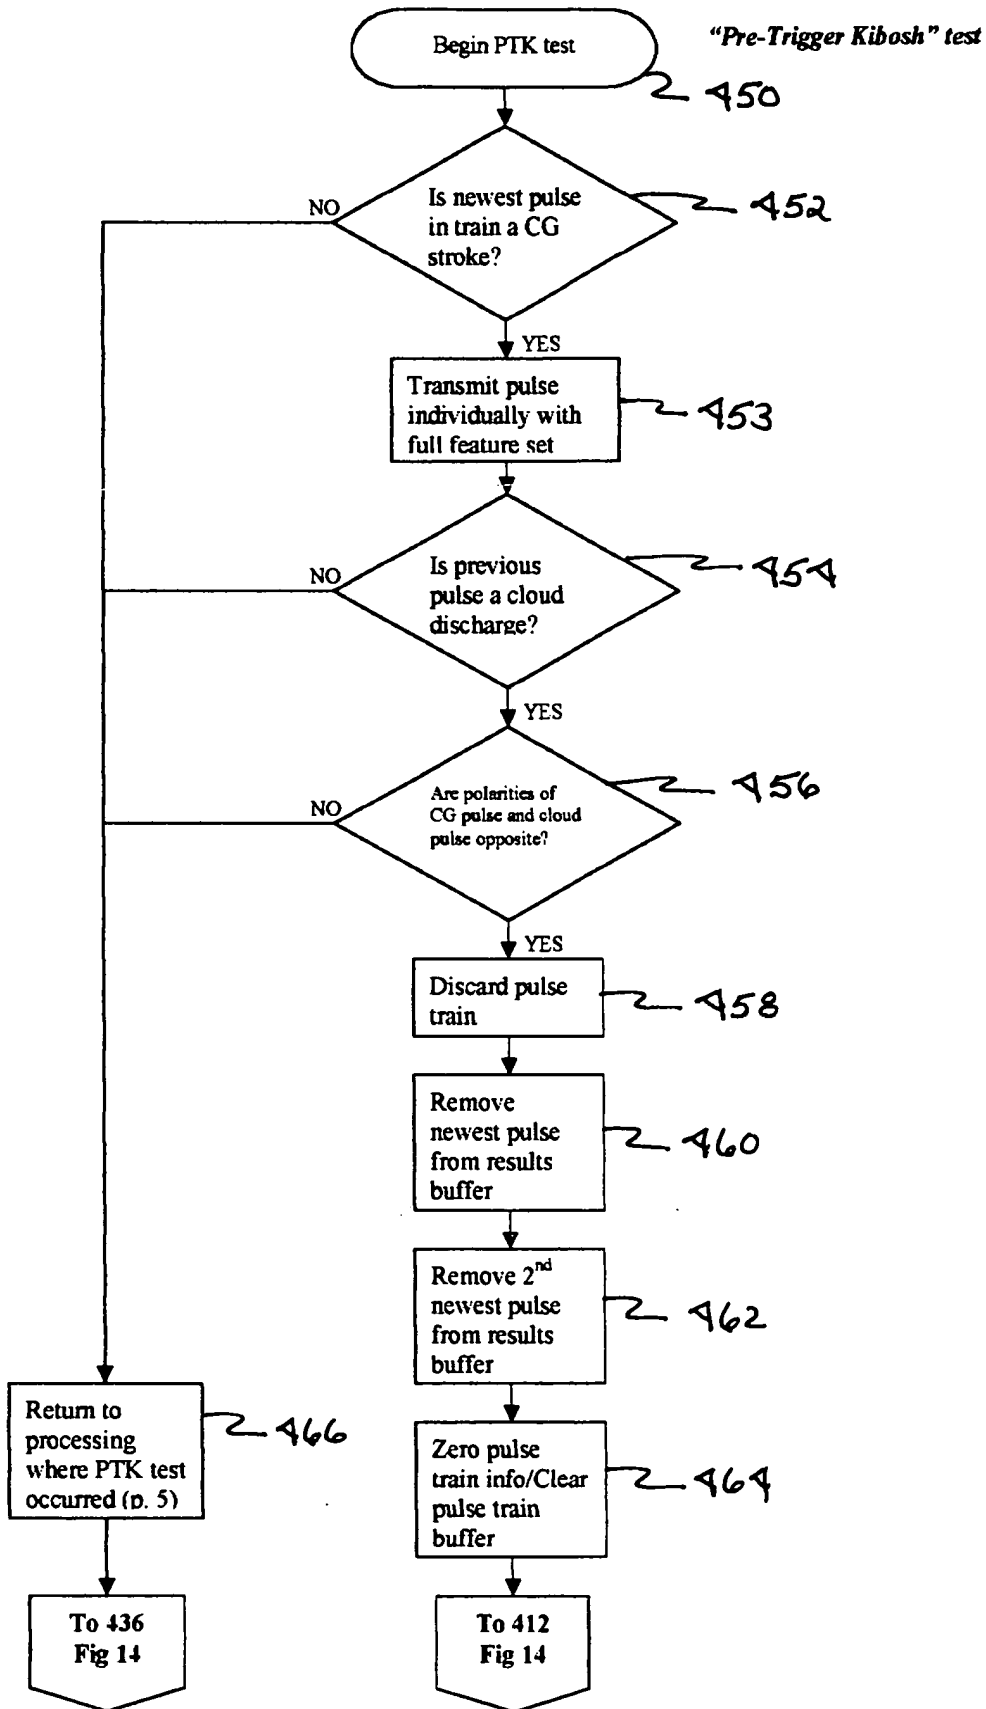 Begin PTK test
"Pre-Trigger Kibosh" test
450
Is newest pulse
in train a CG
stroke?
452
NO
YES
Transmit pulse
individually with
full feature set
453
Is previous
pulse a cloud
discharge?
454
NO
YES
Are polarities of
CG pulse and cloud
pulse opposite?
456
NO
YES
Discard pulse
train
458
Remove
newest pulse
from results
buffer
460
Remove 2nd
newest pulse
from results
buffer
462
Return to
processing
where PTK test
occurred (p. 5)
466
Zero pulse
train info/Clear
pulse train
buffer
464
To 436
Fig 14
To 412
Fig 14